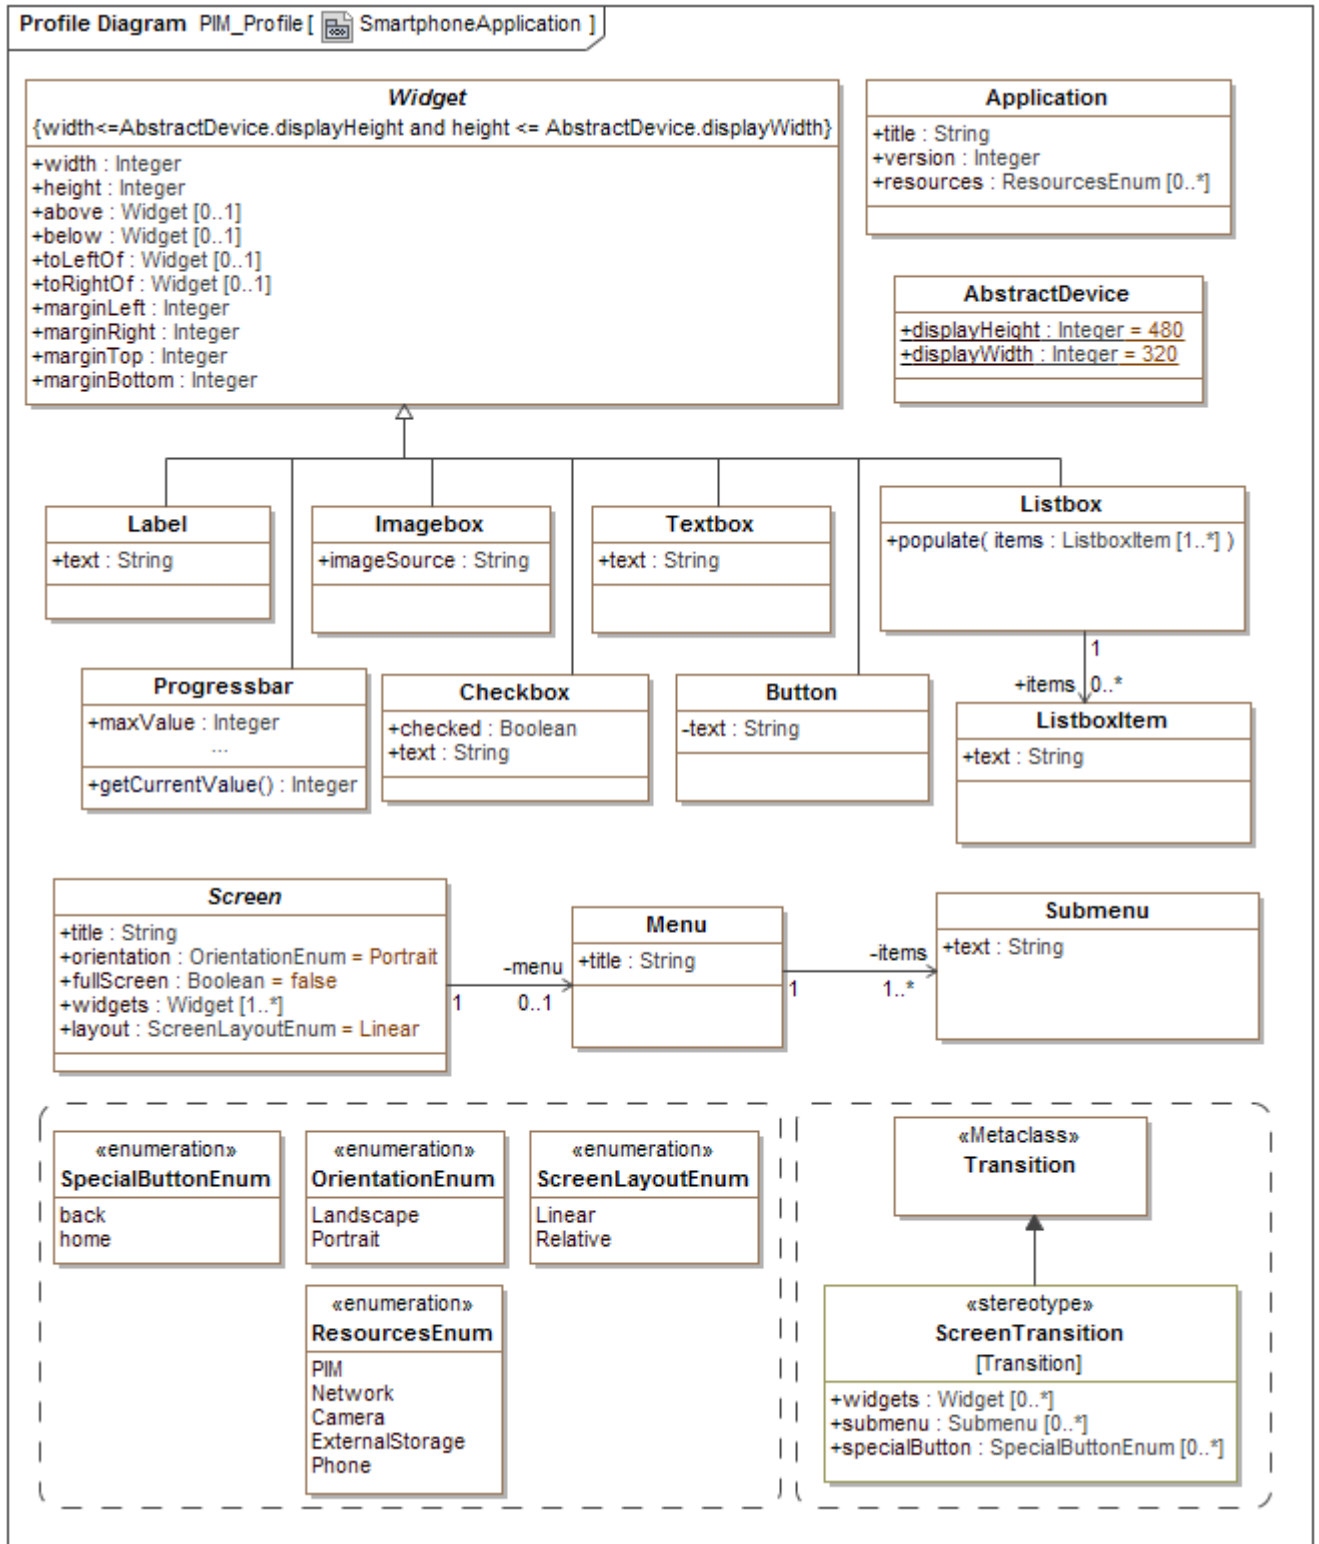 Profile Diagram PIM_Profile [ SmartphoneApplication ]
Widget
{width<=AbstractDevice.displayHeight and height <= AbstractDevice.displayWidth}
+width : Integer
+height : Integer
+above : Widget [0..1]
+below : Widget [0..1]
+toLeftOf : Widget [0..1]
+toRightOf : Widget [0..1]
+marginLeft : Integer
+marginRight : Integer
+marginTop : Integer
+marginBottom : Integer
Application
+title : String
+version : Integer
+resources : ResourcesEnum [0..*]
AbstractDevice
+displayHeight : Integer = 480
+displayWidth : Integer = 320
Label
+text : String
Imagebox
+imageSource : String
Textbox
+text : String
Listbox
+populate( items : ListboxItem [1..*] )
1
+items 0..*
Progressbar
+maxValue : Integer
...
+getCurrentValue() : Integer
Checkbox
+checked : Boolean
+text : String
Button
-text : String
ListboxItem
+text : String
Screen
+title : String
+orientation : OrientationEnum = Portrait
+fullScreen : Boolean = false
+widgets : Widget [1..*]
+layout : ScreenLayoutEnum = Linear
-menu
1 0..1
Menu
+title : String
-items
1 1..*
Submenu
+text : String
«enumeration»
SpecialButtonEnum
back
home
«enumeration»
OrientationEnum
Landscape
Portrait
«enumeration»
ScreenLayoutEnum
Linear
Relative
«enumeration»
ResourcesEnum
PIM
Network
Camera
ExternalStorage
Phone
«Metaclass»
Transition
«stereotype»
ScreenTransition
[Transition]
+widgets : Widget [0..*]
+submenu : Submenu [0..*]
+specialButton : SpecialButtonEnum [0..*]